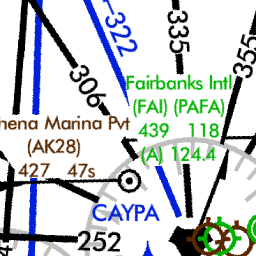 322
335
355
306
Fairbanks Intl
(FAI) (PAFA)
439 118
(A) 124.4
hena Marina Pvt
(AK28)
427 47s
CAYPA
252